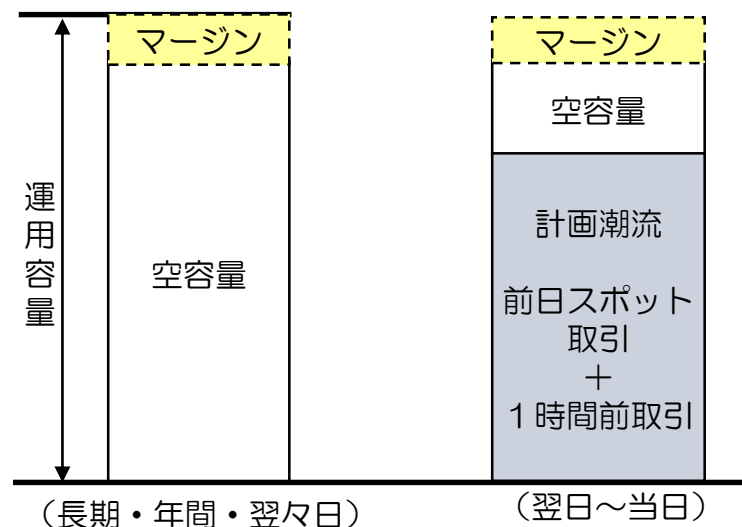 マージン
空容量
運用容量
(長期・年間・翌々日)
マージン
空容量
計画潮流
前日スポット
取引
+
1時間前取引
(翌日~当日)